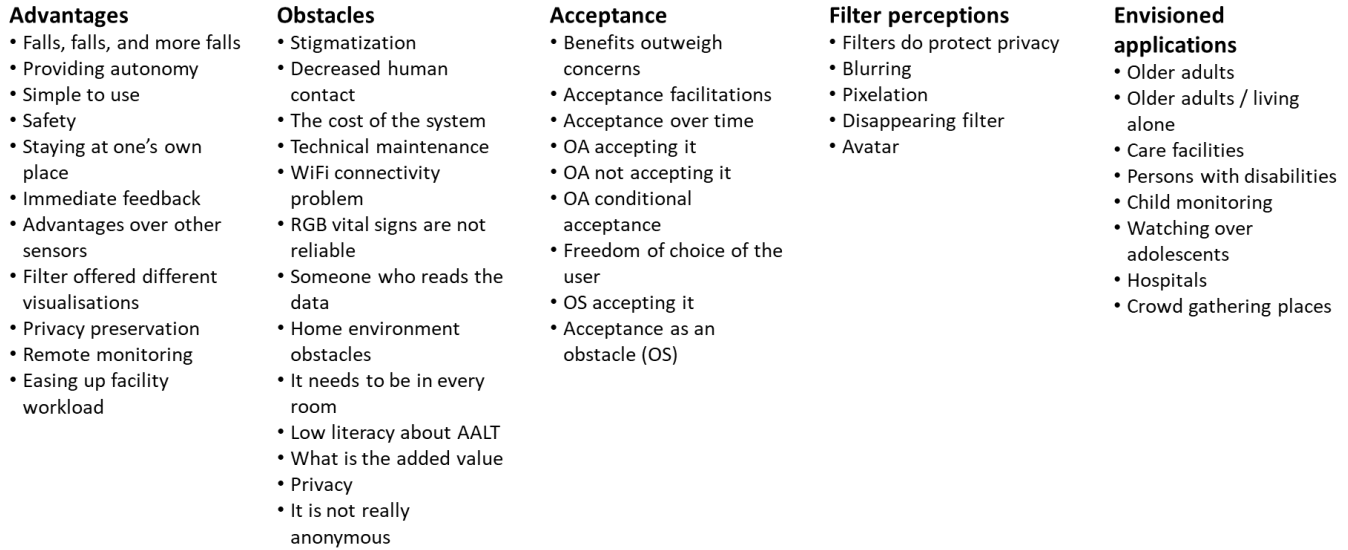 Advantages
• Falls, falls, and more falls
• Providing autonomy
• Simple to use
• Safety
• Staying at one’s own
place
• Immediate feedback
• Advantages over other
sensors
• Filter offered different
visualisations
• Privacy preservation
• Remote monitoring
• Easing up facility
workload
Obstacles
• Stigmatization
• Decreased human
contact
• The cost of the system
• Technical maintenance
• WiFi connectivity
problem
• RGB vital signs are not
reliable
• Someone who reads the
data
• Home environment
obstacles
• It needs to be in every
room
• Low literacy about AALT
• What is the added value
• Privacy
• It is not really
anonymous
Acceptance
• Benefits outweigh
concerns
• Acceptance facilitations
• Acceptance over time
• OA accepting it
• OA not accepting it
• OA conditional
acceptance
• Freedom of choice of the
user
• OS accepting it
• Acceptance as an
obstacle (OS)
Filter perceptions
• Filters do protect privacy
• Blurring
• Pixelation
• Disappearing filter
• Avatar
Envisioned
applications
• Older adults
• Older adults / living
alone
• Care facilities
• Persons with disabilities
• Child monitoring
• Watching over
adolescents
• Hospitals
• Crowd gathering places